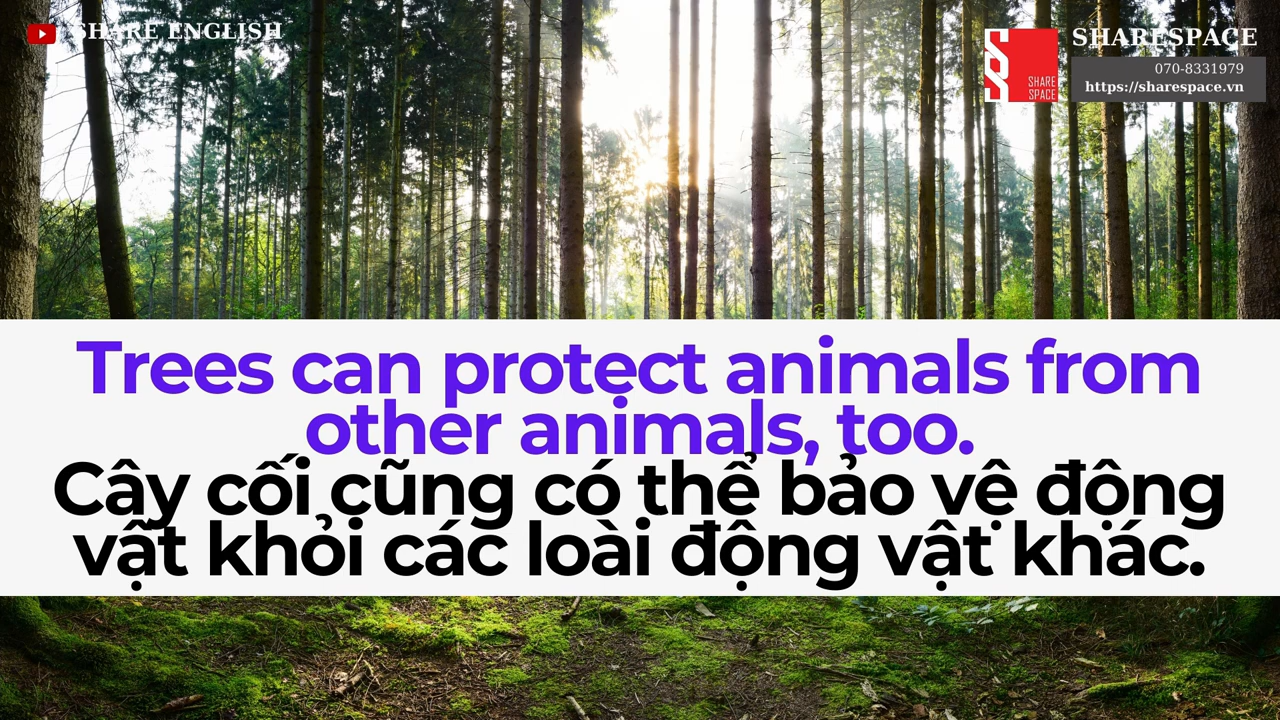 SHARE ENGLISH
SHARESPACE
070-8331979
https://sharespace.vn
SHARE
SPACE
Trees can protect animals from
other animals, too.
Cây cối cũng có thể bảo vệ động
vật khỏi các loài động vật khác.